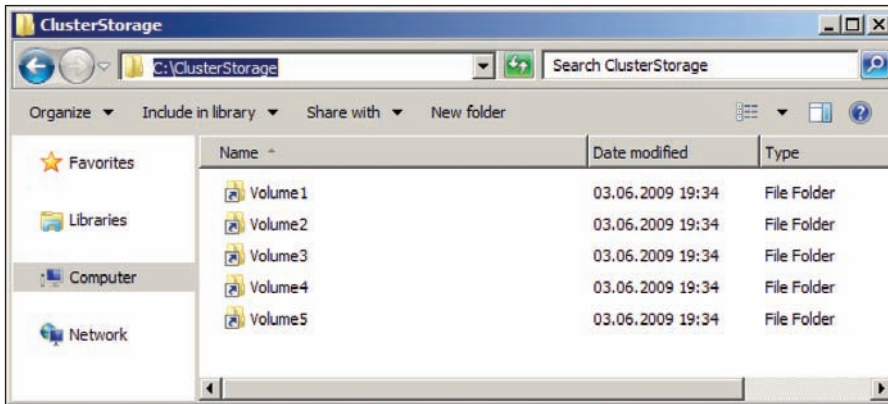 ClusterStorage
C:\ClusterStorage
Search ClusterStorage
Organize Include in library Share with New folder
Favorites
Libraries
Computer
Network
Name Date modified Type
Volume1 03.06.2009 19:34 File Folder
Volume2 03.06.2009 19:34 File Folder
Volume3 03.06.2009 19:34 File Folder
Volume4 03.06.2009 19:34 File Folder
Volume5 03.06.2009 19:34 File Folder